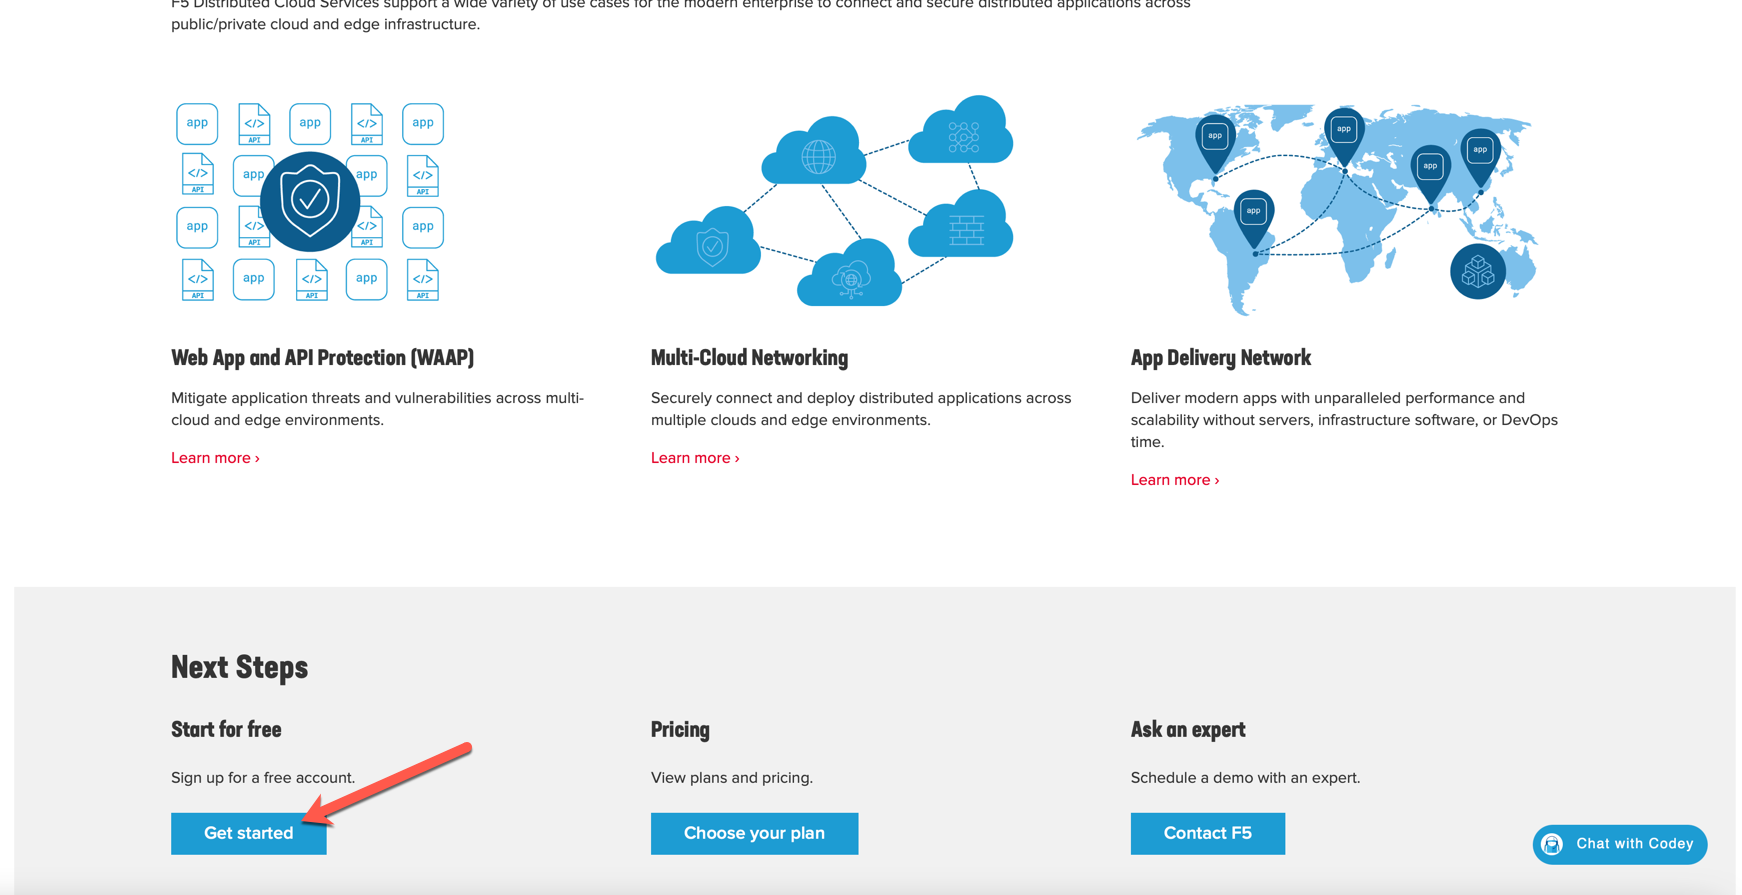 F5 Distributed Cloud Services support a wide variety of use cases for the modern enterprise to connect and secure distributed applications across
public/private cloud and edge infrastructure.
app </> API app </> API app
</> API app app </> API
app </> API </> API app
</> API app </> API app </> API
app
app
app
app
app
Web App and API Protection (WAAP)
Mitigate application threats and vulnerabilities across multi-
cloud and edge environments.
Learn more ›
Multi-Cloud Networking
Securely connect and deploy distributed applications across
multiple clouds and edge environments.
Learn more ›
App Delivery Network
Deliver modern apps with unparalleled performance and
scalability without servers, infrastructure software, or DevOps
time.
Learn more ›
Next Steps
Start for free
Sign up for a free account.
Get started
Pricing
View plans and pricing.
Choose your plan
Ask an expert
Schedule a demo with an expert.
Contact F5
Chat with Codey